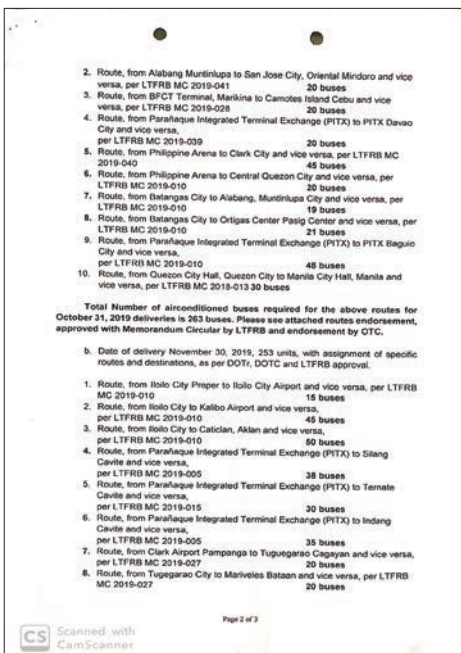 2. Route, from Alabang Muntinlupa to San Jose City, Oriental Mindoro and vice
versa, per LTFRB MC 2019-041 20 buses
3. Route, from BFCT Terminal, Marikina to Camotes Island Cebu and vice
versa, per LTFRB MC 2019-028 20 buses
4. Route, from Parañaque Integrated Terminal Exchange (PITX) to PITX Davao
City and vice versa,
per LTFRB MC 2019-039 20 buses
5. Route, from Philippine Arena to Clark City and vice versa, per LTFRB MC
2019-040 45 buses
6. Route, from Philippine Arena to Central Quezon City and vice versa, per
LTFRB MC 2019-010 20 buses
7. Route, from Batangas City to Alabang, Muntinlupa City and vice versa, per
LTFRB MC 2019-010 19 buses
8. Route, from Batangas City to Ortigas Center Pasig Center and vice versa, per
LTFRB MC 2019-010 21 buses
9. Route, from Parañaque Integrated Terminal Exchange (PITX) to PITX Baguio
City and vice versa,
per LTFRB MC 2019-010 48 buses
10. Route, from Quezon City Hall, Quezon City to Manila City Hall, Manila and
vice versa, per LTFRB MC 2018-013 30 buses
Total Number of airconditioned buses required for the above routes for
October 31, 2019 deliveries is 263 buses. Please see attached routes endorsement,
approved with Memorandum Circular by LTFRB and endorsement by OTC.
b. Date of delivery November 30, 2019, 253 units, with assignment of specific
routes and destinations, as per DOTr, DOTC and LTFRB approval.
1. Route, from Iloilo City Proper to Iloilo City Airport and vice versa, per LTFRB
MC 2019-010 15 buses
2. Route, from Iloilo City to Kalibo Airport and vice versa,
per LTFRB MC 2019-010 45 buses
3. Route, from Iloilo City to Caticlan, Aklan and vice versa,
per LTFRB MC 2019-010 50 buses
4. Route, from Parañaque Integrated Terminal Exchange (PITX) to Silang
Cavite and vice versa,
per LTFRB MC 2019-005 38 buses
5. Route, from Parañaque Integrated Terminal Exchange (PITX) to Ternate
Cavite and vice versa,
per LTFRB MC 2019-015 30 buses
6. Route, from Parañaque Integrated Terminal Exchange (PITX) to Indang
Cavite and vice versa,
per LTFRB MC 2019-005 35 buses
7. Route, from Clark Airport Pampanga to Tuguegarao Cagayan and vice versa,
per LTFRB MC 2019-027 20 buses
8. Route, from Tugegarao City to Mariveles Bataan and vice versa, per LTFRB
MC 2019-027 20 buses
Page 2 of 3
CS Scanned with
CamScanner